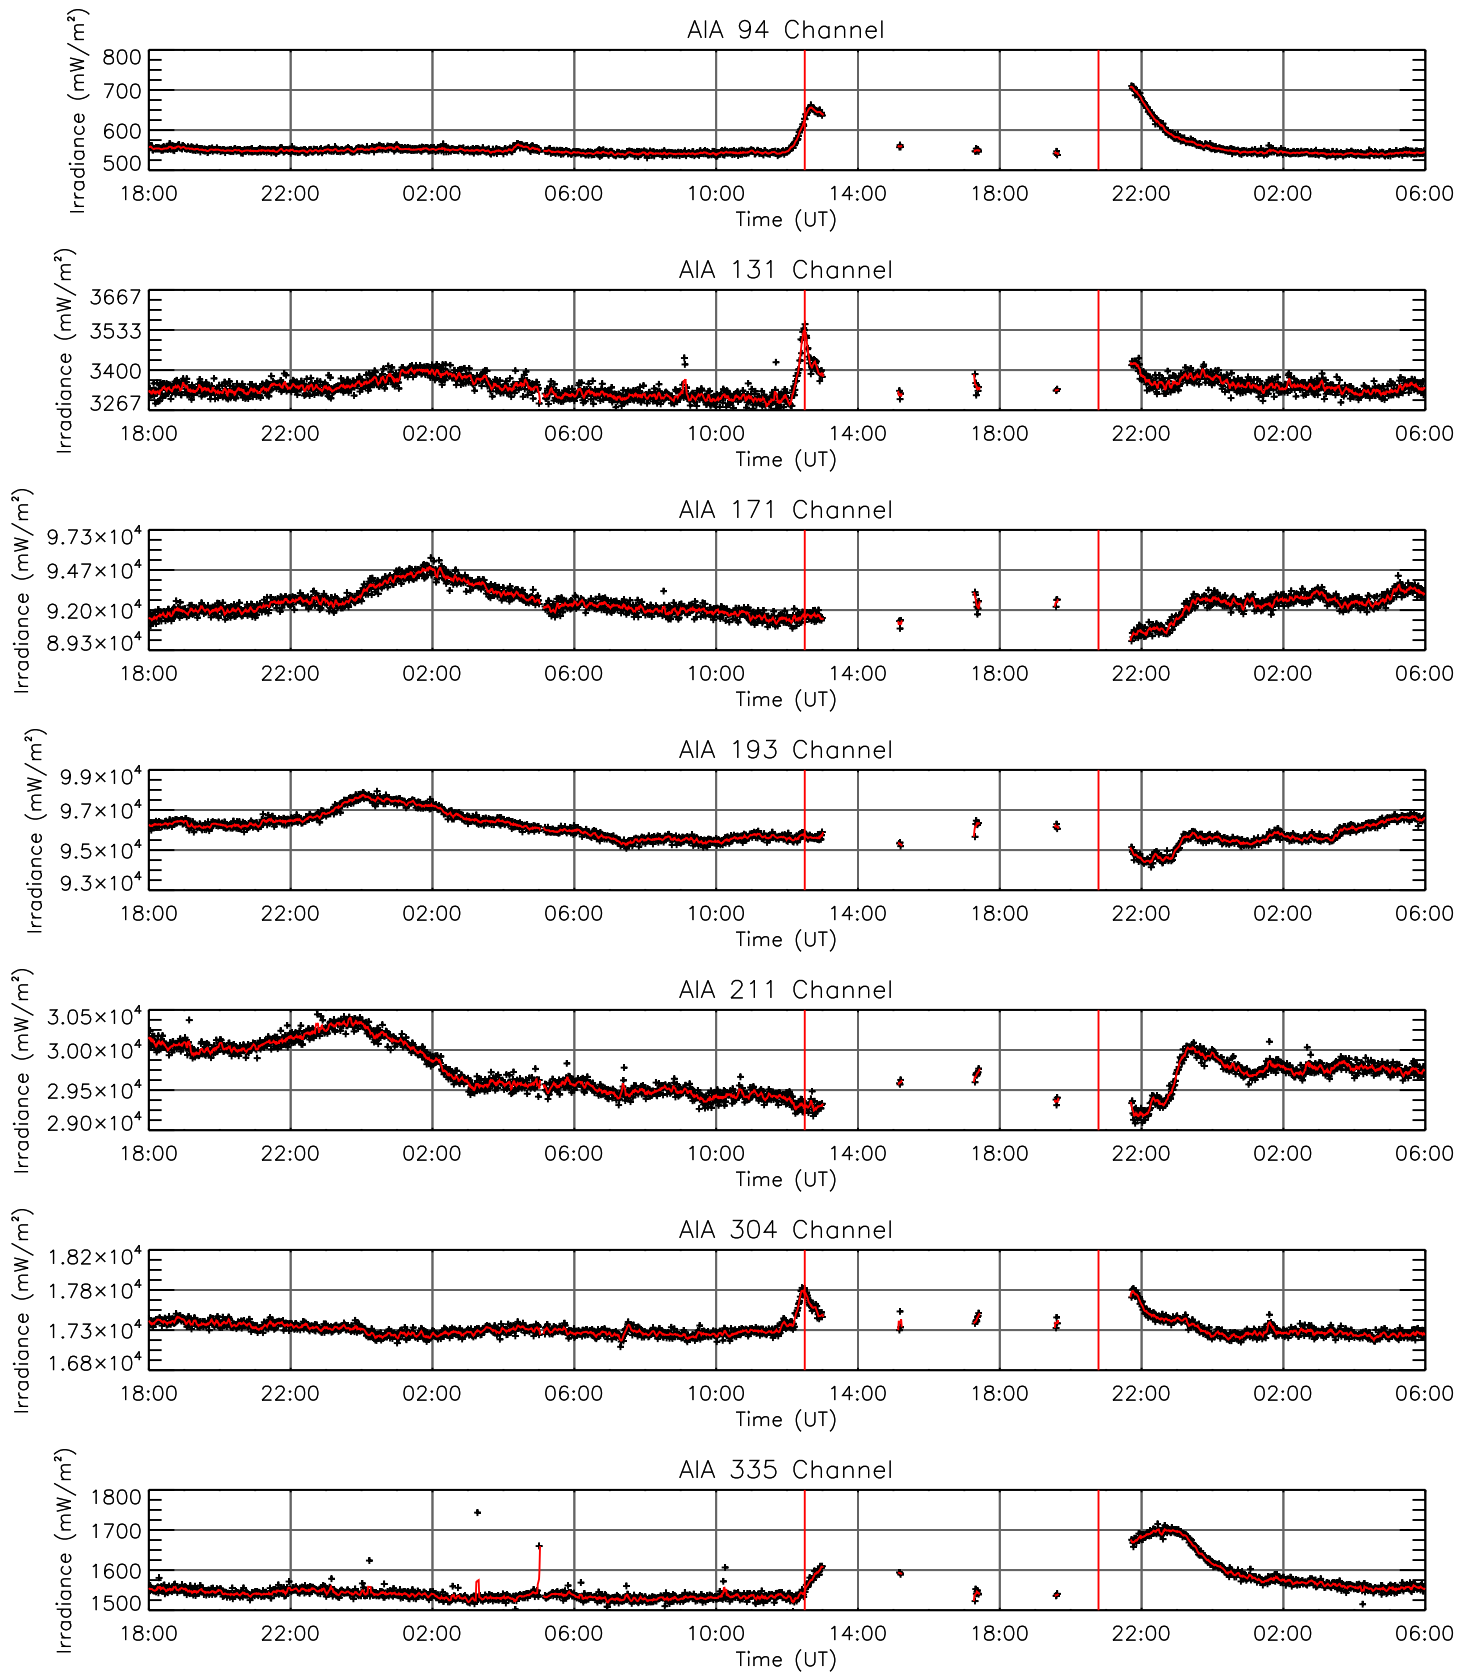 AIA 94 Channel
Irradiance (mW/m²)
800
700
600
500
18:00 22:00 02:00 06:00 10:00 14:00 18:00 22:00 02:00 06:00
Time (UT)
AIA 131 Channel
Irradiance (mW/m²)
3667
3533
3400
3267
18:00 22:00 02:00 06:00 10:00 14:00 18:00 22:00 02:00 06:00
Time (UT)
AIA 171 Channel
Irradiance (mW/m²)
9.73×10⁴
9.47×10⁴
9.20×10⁴
8.93×10⁴
18:00 22:00 02:00 06:00 10:00 14:00 18:00 22:00 02:00 06:00
Time (UT)
AIA 193 Channel
Irradiance (mW/m²)
9.9×10⁴
9.7×10⁴
9.5×10⁴
9.3×10⁴
18:00 22:00 02:00 06:00 10:00 14:00 18:00 22:00 02:00 06:00
Time (UT)
AIA 211 Channel
Irradiance (mW/m²)
3.05×10⁴
3.00×10⁴
2.95×10⁴
2.90×10⁴
18:00 22:00 02:00 06:00 10:00 14:00 18:00 22:00 02:00 06:00
Time (UT)
AIA 304 Channel
Irradiance (mW/m²)
1.82×10⁴
1.78×10⁴
1.73×10⁴
1.68×10⁴
18:00 22:00 02:00 06:00 10:00 14:00 18:00 22:00 02:00 06:00
Time (UT)
AIA 335 Channel
Irradiance (mW/m²)
1800
1700
1600
1500
18:00 22:00 02:00 06:00 10:00 14:00 18:00 22:00 02:00 06:00
Time (UT)